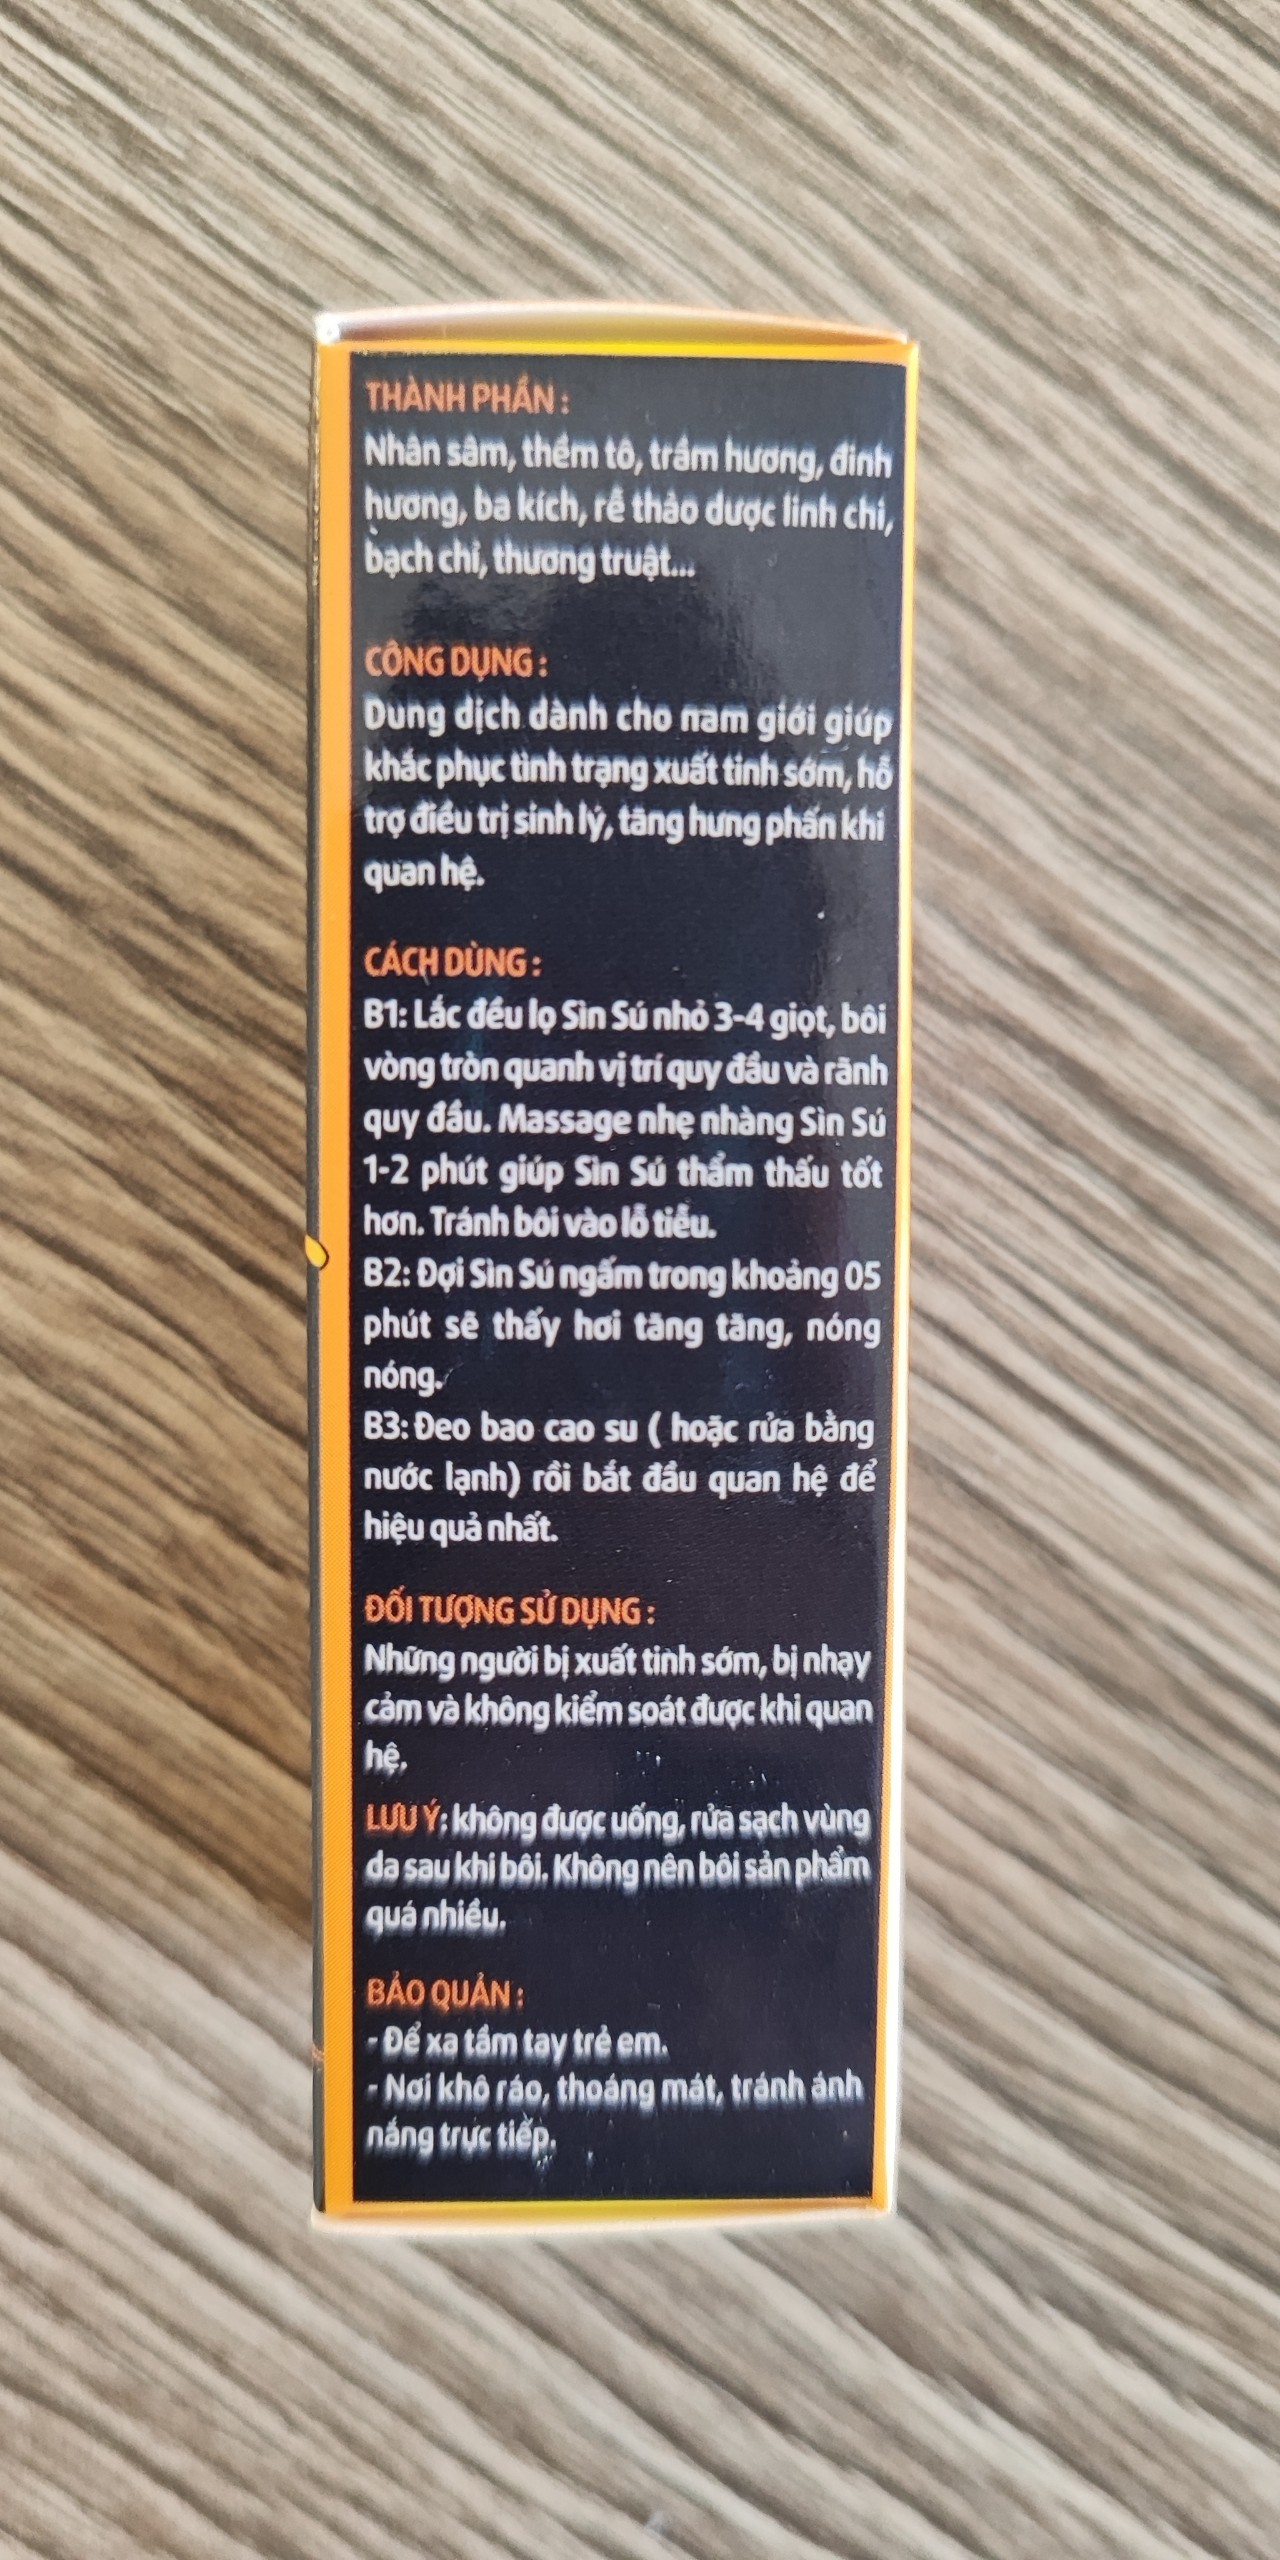 THÀNH PHẦN :
Nhân sâm, thềm tô, trầm hương, đinh
hương, ba kích, rễ thảo dược linh chi,
bạch chỉ, thương truật...
CÔNG DỤNG :
Dung dịch dành cho nam giới giúp
khắc phục tình trạng xuất tinh sớm, hỗ
trợ điều trị sinh lý, tăng hưng phấn khi
quan hệ.
CÁCH DÙNG :
B1: Lắc đều lọ Sìn Sú nhỏ 3-4 giọt, bôi
vòng tròn quanh vị trí quy đầu và rãnh
quy đầu. Massage nhẹ nhàng Sìn Sú
1-2 phút giúp Sìn Sú thẩm thấu tốt
hơn. Tránh bôi vào lỗ tiểu.
B2: Đợi Sìn Sú ngấm trong khoảng 05
phút sẽ thấy hơi tăng tăng, nóng
nóng.
B3: Đeo bao cao su ( hoặc rửa bằng
nước lạnh) rồi bắt đầu quan hệ để
hiệu quả nhất.
ĐỐI TƯỢNG SỬ DỤNG :
Những người bị xuất tinh sớm, bị nhạy
cảm và không kiểm soát được khi quan
hệ.
LƯU Ý: không được uống, rửa sạch vùng
da sau khi bôi. Không nên bôi sản phẩm
quá nhiều.
BẢO QUẢN :
- Để xa tầm tay trẻ em.
- Nơi khô ráo, thoáng mát, tránh ánh
nắng trực tiếp.